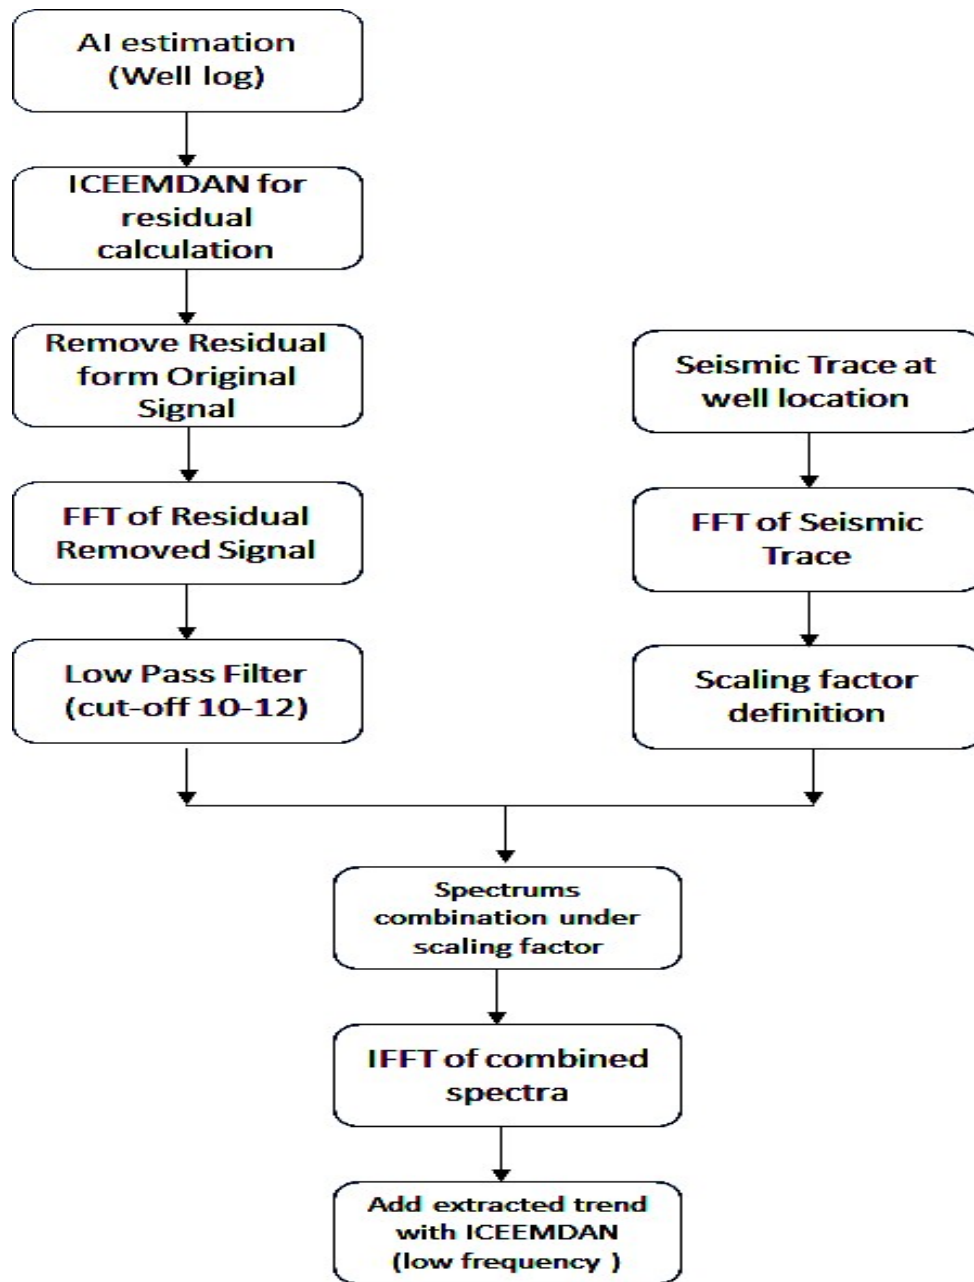 AI estimation
(Well log)
ICEEMDAN for
residual
calculation
Remove Residual
form Original
Signal
FFT of Residual
Removed Signal
Low Pass Filter
(cut-off 10-12)
Seismic Trace at
well location
FFT of Seismic
Trace
Scaling factor
definition
Spectrums
combination under
scaling factor
IFFT of combined
spectra
Add extracted trend
with ICEEMDAN
(low frequency )